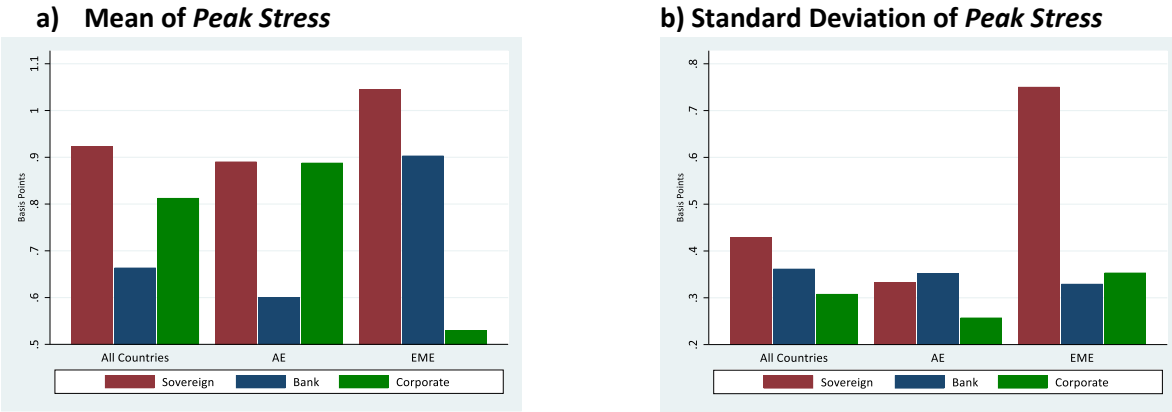 a) Mean of Peak Stress
Basis Points
1.1
1
.9
.8
.7
.6
.5
All Countries AE EME
Sovereign Bank Corporate
b) Standard Deviation of Peak Stress
Basis Points
.8
.7
.6
.5
.4
.3
.2
All Countries AE EME
Sovereign Bank Corporate